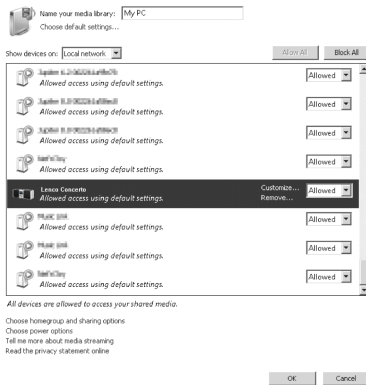 Name your media library: My PC
Choose default settings...
Show devices on: Local network
Allow All Block All
Allowed
Allowed access using default settings.
Allowed
Allowed access using default settings.
Allowed
Allowed access using default settings.
Allowed
Allowed access using default settings.
Lenco Concerto Customize... Allowed
Allowed access using default settings. Remove...
Allowed
Allowed access using default settings.
Allowed
Allowed access using default settings.
Allowed
Allowed access using default settings.
All devices are allowed to access your shared media.
Choose homegroup and sharing options
Choose power options
Tell me more about media streaming
Read the privacy statement online
OK Cancel